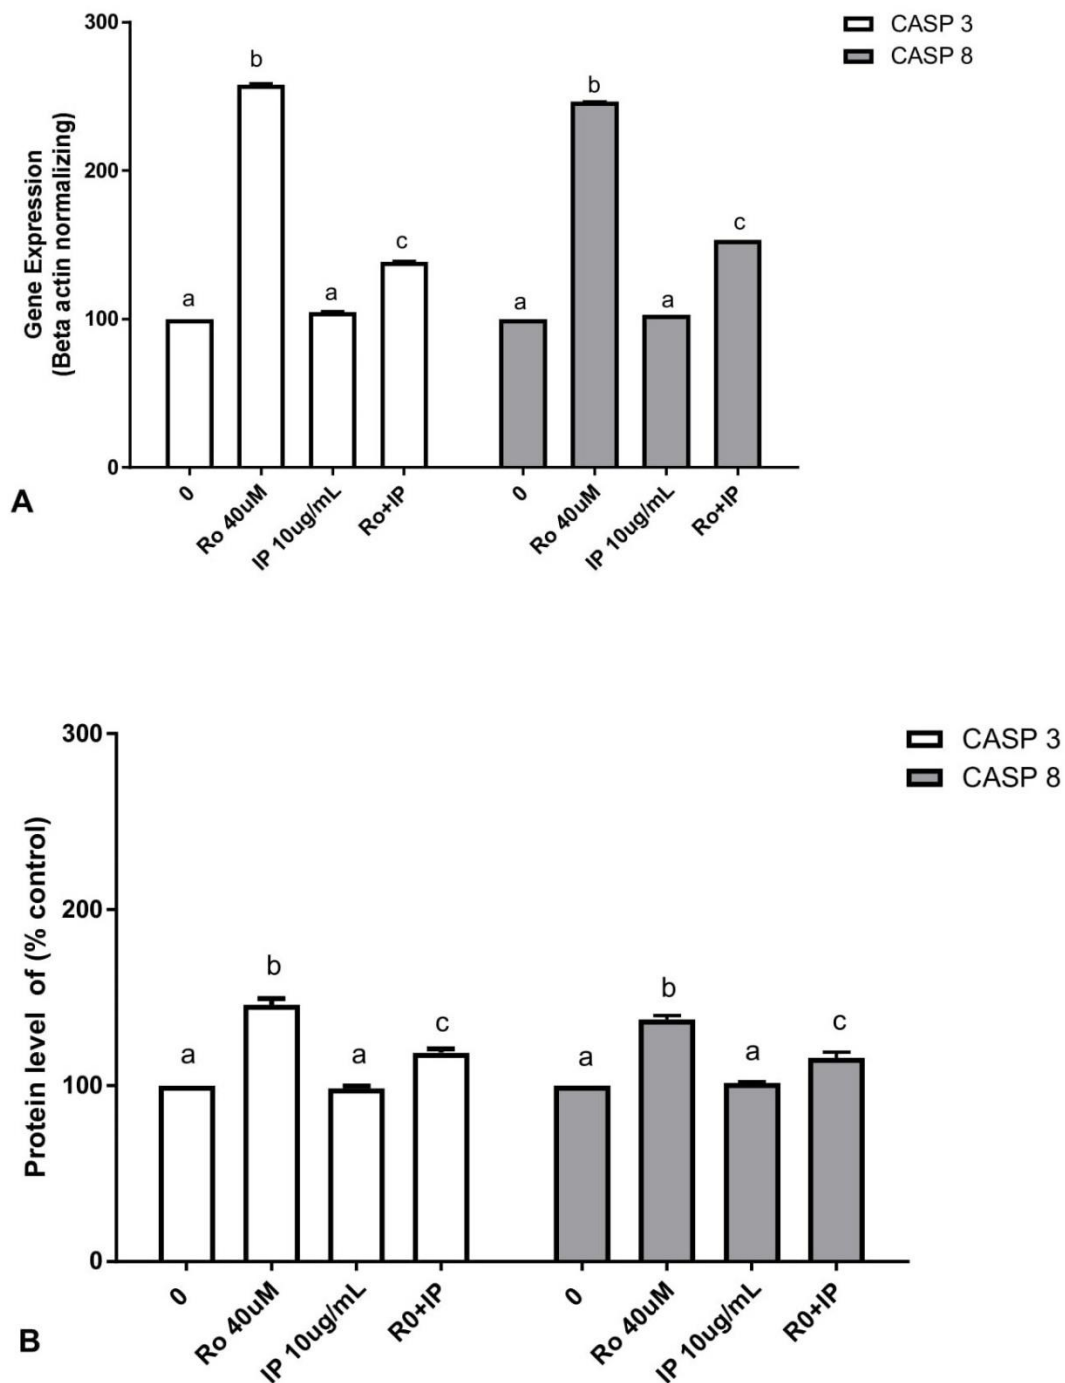 CASP 3
CASP 8
Gene Expression
(Beta actin normalizing)
300
200
100
0
a
b
a
c
a
b
a
c
0
Ro 40uM
IP 10ug/mL
Ro+IP
0
Ro 40uM
IP 10ug/mL
Ro+IP
A
CASP 3
CASP 8
Protein level of (% control)
300
200
100
0
a
b
a
c
a
b
a
c
0
Ro 40uM
IP 10ug/mL
R0+IP
0
Ro 40uM
IP 10ug/mL
R0+IP
B